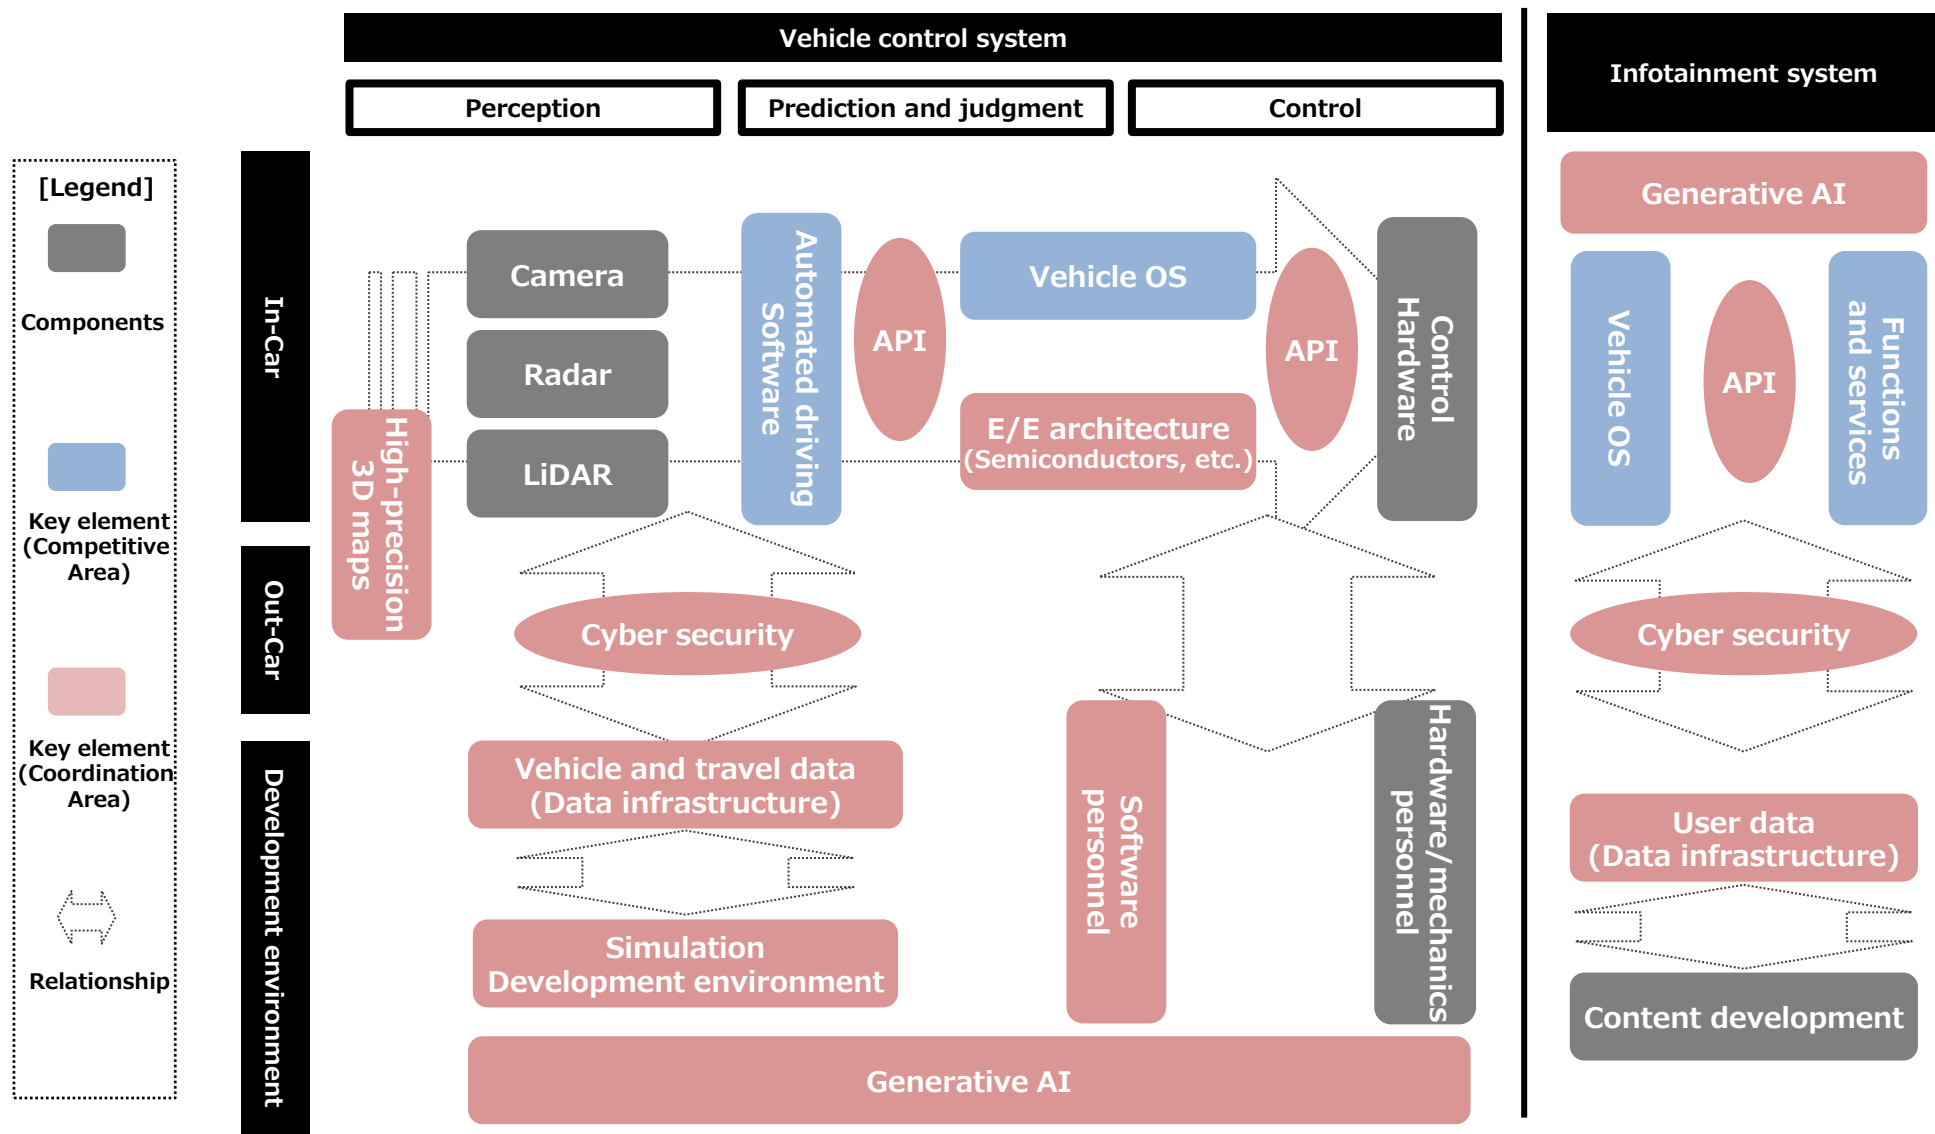 Vehicle control system
Infotainment system
Perception
Prediction and judgment
Control
[Legend]
Components
Key element
(Competitive
Area)
Key element
(Coordination
Area)
Relationship
In-Car
Out-Car
Development environment
High-precision
3D maps
Camera
Radar
LiDAR
Automated driving
Software
API
Vehicle OS
E/E architecture
(Semiconductors, etc.)
API
Control
Hardware
Cyber security
Vehicle and travel data
(Data infrastructure)
Simulation
Development environment
Software
personnel
Hardware/mechanics
personnel
Generative AI
Generative AI
Vehicle OS
API
Functions
and services
Cyber security
User data
(Data infrastructure)
Content development